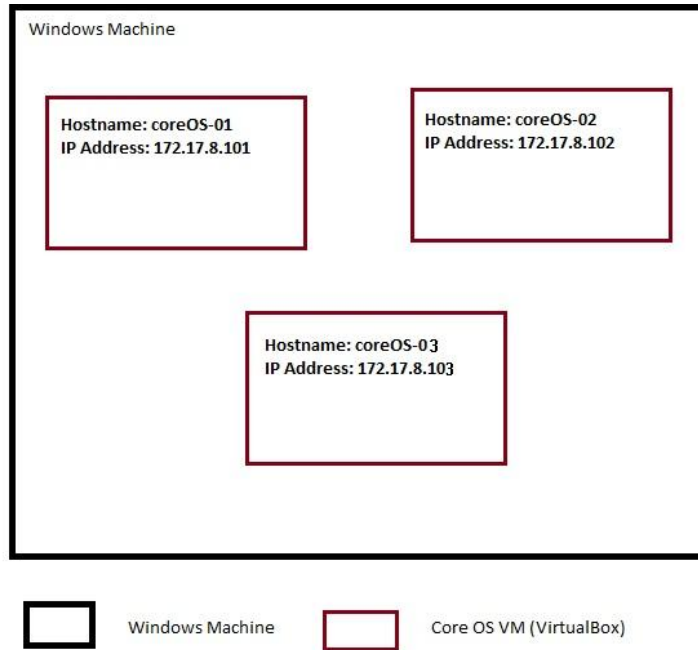 Windows Machine
Hostname: coreOS-01
IP Address: 172.17.8.101
Hostname: coreOS-02
IP Address: 172.17.8.102
Hostname: coreOS-03
IP Address: 172.17.8.103
Windows Machine
Core OS VM (VirtualBox)